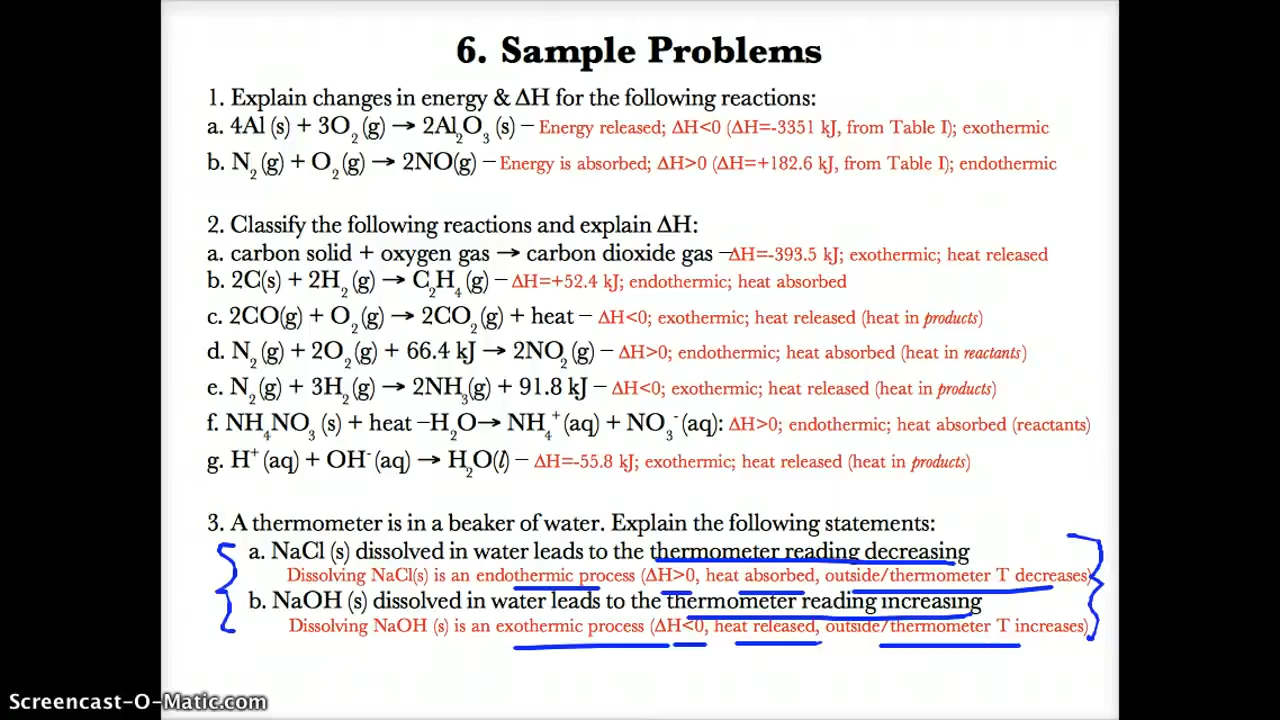 6. Sample Problems
1. Explain changes in energy & ΔH for the following reactions:
a. 4Al (s) + 3O₂ (g) → 2Al₂O₃ (s) – Energy released; ΔH<0 (ΔH=-3351 kJ, from Table I); exothermic
b. N₂ (g) + O₂ (g) → 2NO(g) – Energy is absorbed; ΔH>0 (ΔH=+182.6 kJ, from Table I); endothermic
2. Classify the following reactions and explain ΔH:
a. carbon solid + oxygen gas → carbon dioxide gas – ΔH=-393.5 kJ; exothermic; heat released
b. 2C(s) + 2H₂ (g) → C₂H₄ (g) – ΔH=+52.4 kJ; endothermic; heat absorbed
c. 2CO(g) + O₂ (g) → 2CO₂ (g) + heat – ΔH<0; exothermic; heat released (heat in products)
d. N₂ (g) + 2O₂ (g) + 66.4 kJ → 2NO₂ (g) – ΔH>0; endothermic; heat absorbed (heat in reactants)
e. N₂ (g) + 3H₂ (g) → 2NH₃(g) + 91.8 kJ – ΔH<0; exothermic; heat released (heat in products)
f. NH₄NO₃ (s) + heat –H₂O→ NH₄⁺ (aq) + NO₃⁻ (aq): ΔH>0; endothermic; heat absorbed (reactants)
g. H⁺ (aq) + OH⁻ (aq) → H₂O(l) – ΔH=-55.8 kJ; exothermic; heat released (heat in products)
3. A thermometer is in a beaker of water. Explain the following statements:
a. NaCl (s) dissolved in water leads to the thermometer reading decreasing
Dissolving NaCl(s) is an endothermic process (ΔH>0, heat absorbed, outside/thermometer T decreases)
b. NaOH (s) dissolved in water leads to the thermometer reading increasing
Dissolving NaOH (s) is an exothermic process (ΔH<0, heat released, outside/thermometer T increases)
Screencast-O-Matic.com